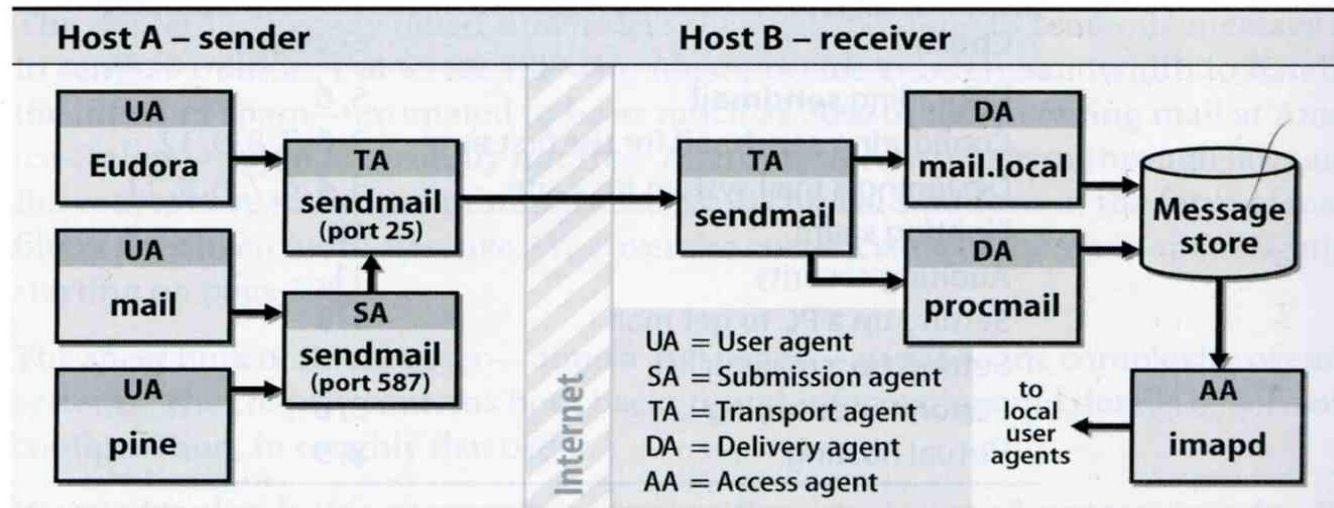 Host A – sender
Host B – receiver
UA
Eudora
UA
mail
UA
pine
TA
sendmail
(port 25)
SA
sendmail
(port 587)
Internet
TA
sendmail
DA
mail.local
DA
procmail
Message
store
AA
imapd
to
local
user
agents
UA = User agent
SA = Submission agent
TA = Transport agent
DA = Delivery agent
AA = Access agent